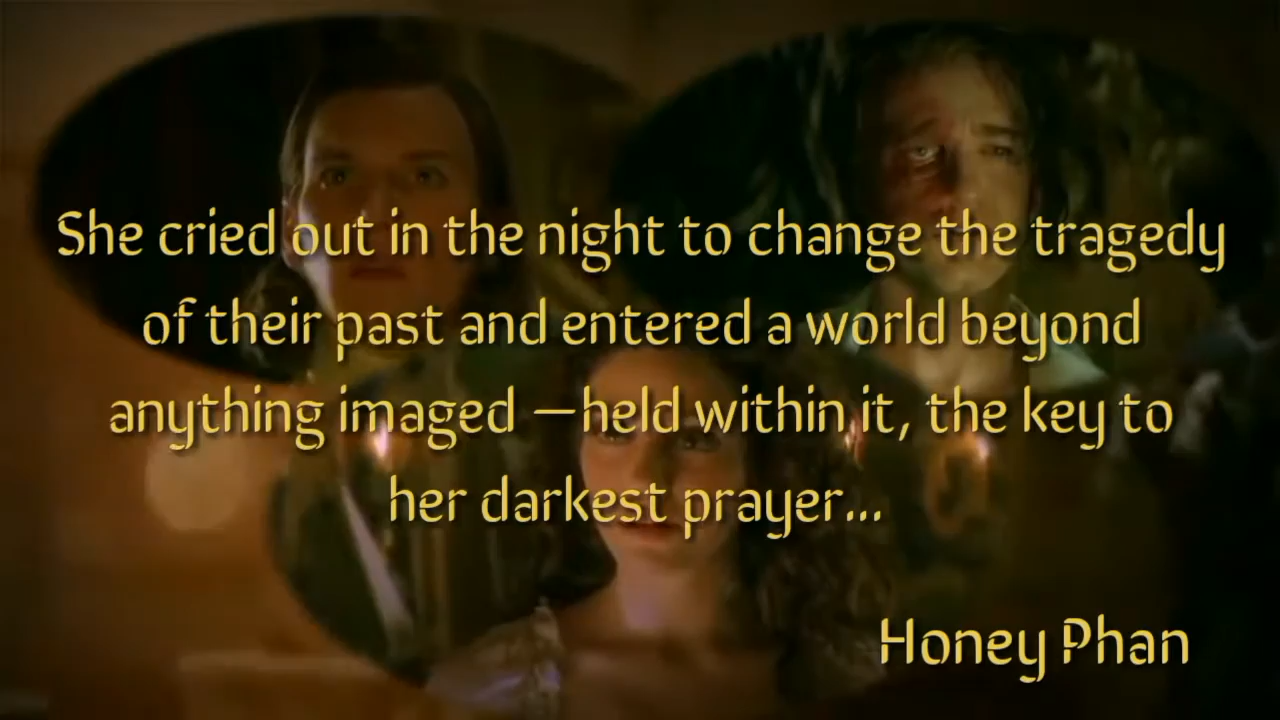 She cried out in the night to change the tragedy
of their past and entered a world beyond
anything imaged —held within it, the key to
her darkest prayer...
Honey Phan